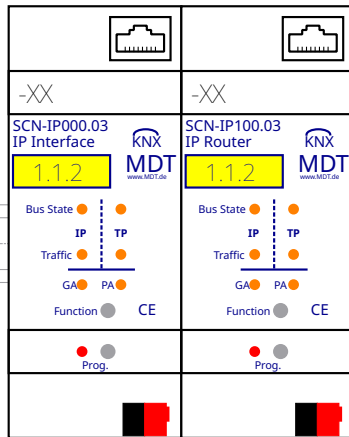 -XX
SCN-IP000.03
IP Interface
KNX
1.1.2
MDT
www.MDT.de
Bus State
IP TP
Traffic
GA PA
Function CE
Prog.
-XX
SCN-IP100.03
IP Router
KNX
1.1.2
MDT
www.MDT.de
Bus State
IP TP
Traffic
GA PA
Function CE
Prog.